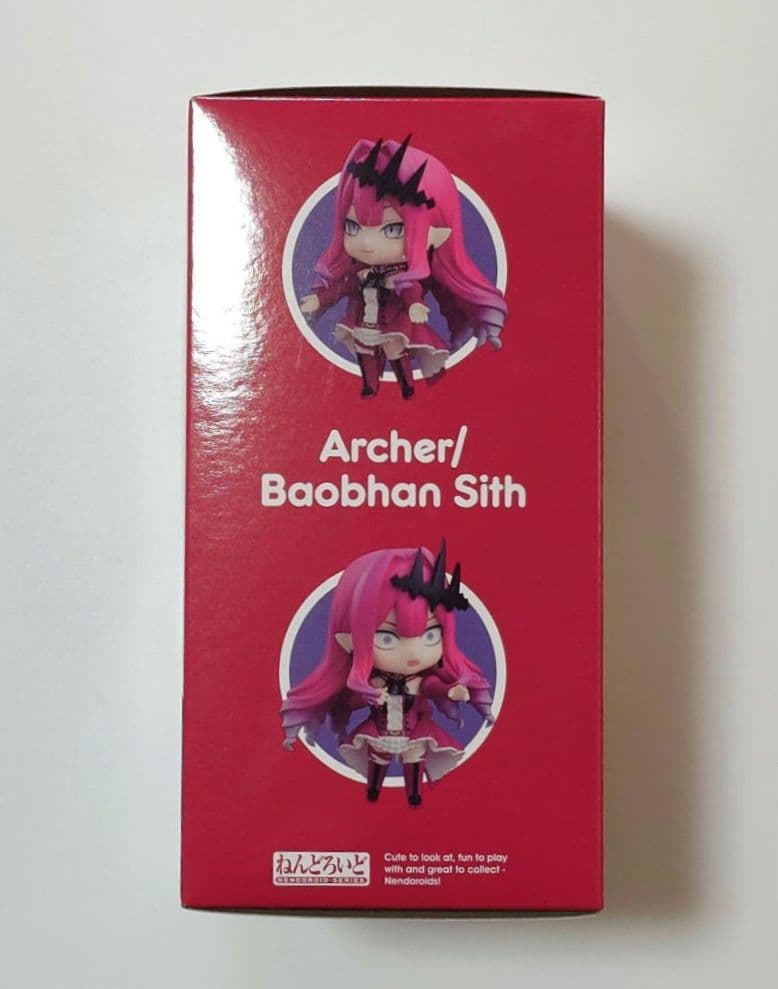 Archer/
Baobhan Sith
ねんどろいど
NENDOROID SERIES
Cute to look at, fun to play
with and great to collect -
Nendoroids!